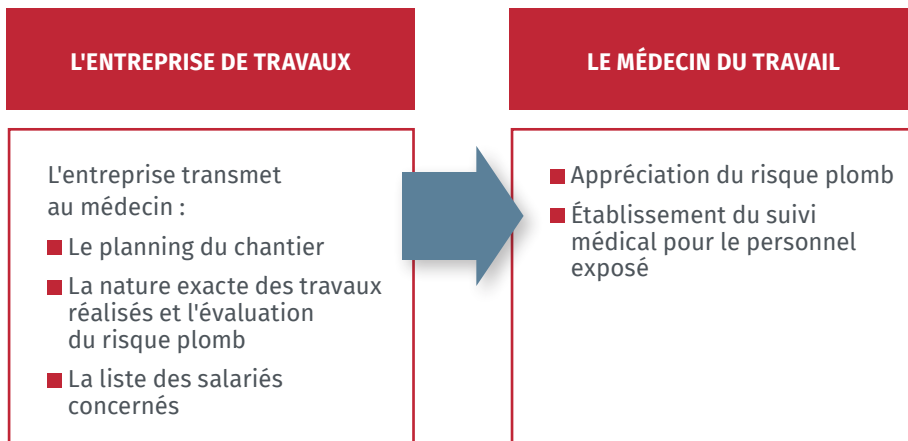 L'ENTREPRISE DE TRAVAUX
L'entreprise transmet
au médecin :
Le planning du chantier
La nature exacte des travaux
réalisés et l'évaluation
du risque plomb
La liste des salariés
concernés
LE MÉDECIN DU TRAVAIL
Appréciation du risque plomb
Établissement du suivi
médical pour le personnel
exposé